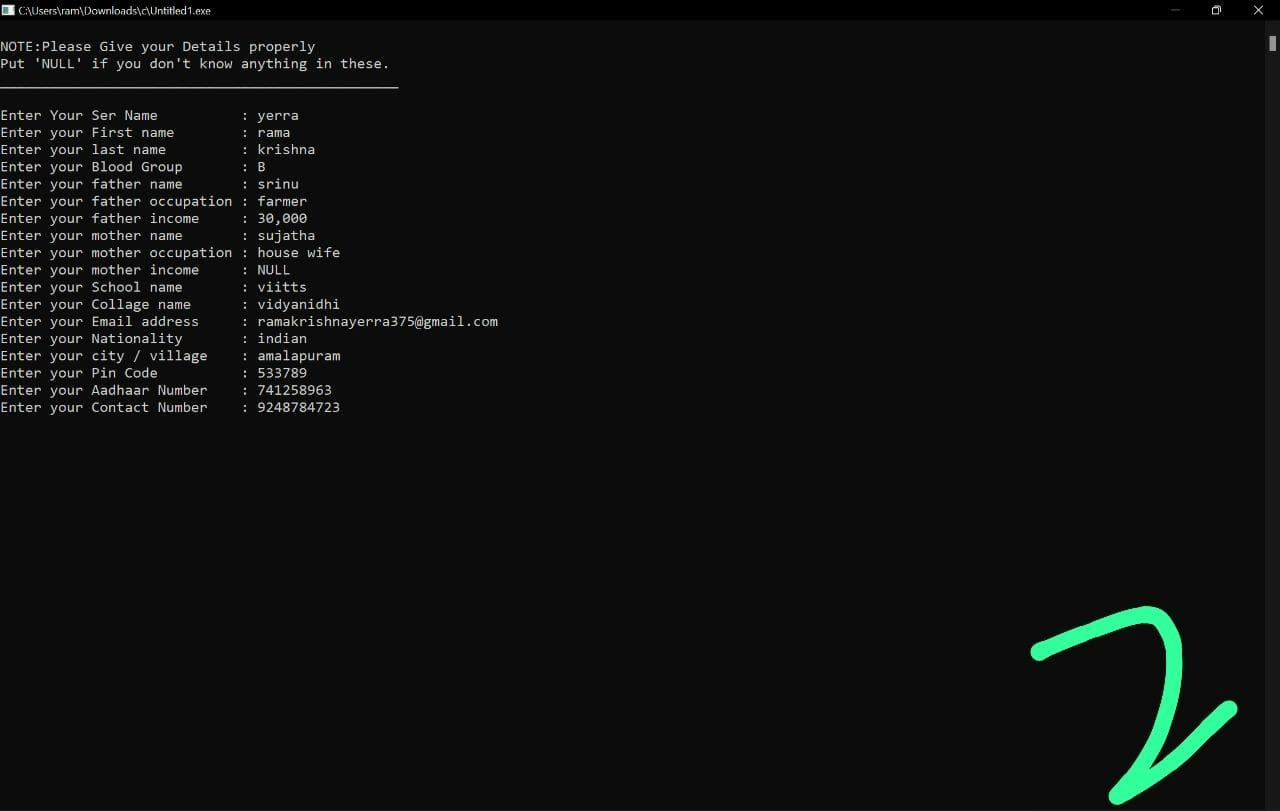 C:\Users\ram\Downloads\c\Untitled1.exe
NOTE:Please Give your Details properly
Put 'NULL' if you don't know anything in these.
Enter Your Ser Name : yerra
Enter your First name : rama
Enter your last name : krishna
Enter your Blood Group : B
Enter your father name : srinu
Enter your father occupation : farmer
Enter your father income : 30,000
Enter your mother name : sujatha
Enter your mother occupation : house wife
Enter your mother income : NULL
Enter your School name : viitts
Enter your Collage name : vidyanidhi
Enter your Email address : ramakrishnayerra375@gmail.com
Enter your Nationality : indian
Enter your city / village : amalapuram
Enter your Pin Code : 533789
Enter your Aadhaar Number : 741258963
Enter your Contact Number : 9248784723
2